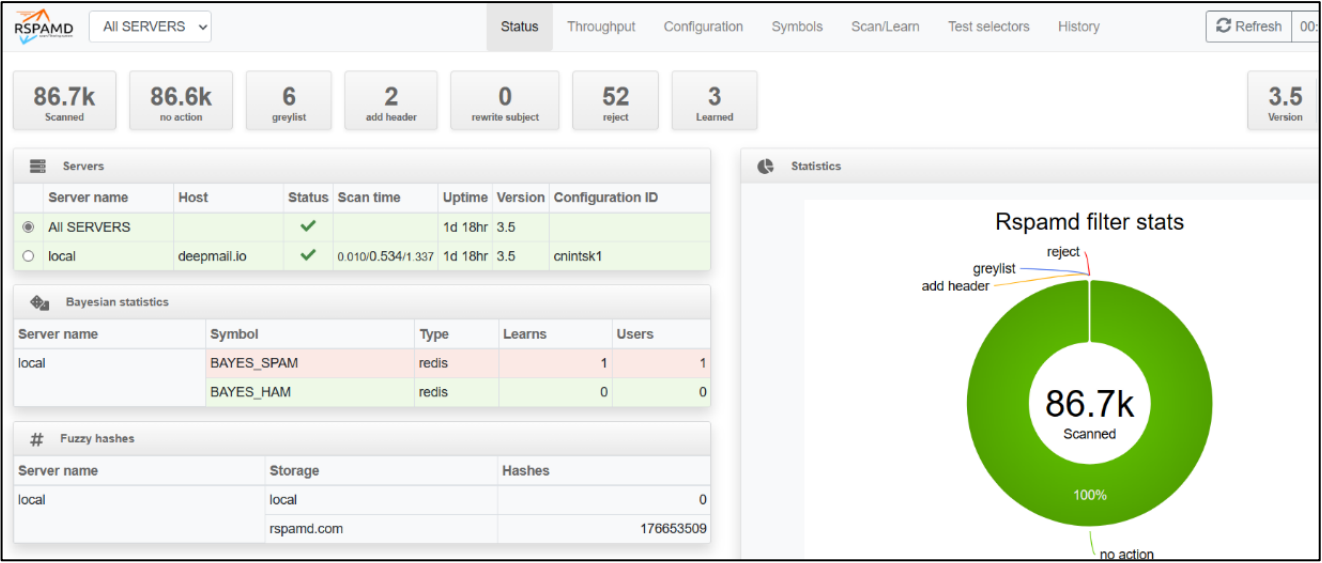 RSPAMD All SERVERS Status Throughput Configuration Symbols Scan/Learn Test selectors History Refresh 00:
86.7k 86.6k 6 2 0 52 3 3.5
Scanned no action greylist add header rewrite subject reject Learned Version
Servers
Server name Host Status Scan time Uptime Version Configuration ID
All SERVERS 1d 18hr 3.5
local deepmail.io 0.010/0.534/1.337 1d 18hr 3.5 cnintsk1
Bayesian statistics
Server name Symbol Type Learns Users
local BAYES_SPAM redis 1 1
BAYES_HAM redis 0 0
# Fuzzy hashes
Server name Storage Hashes
local local 0
rspamd.com 176653509
Statistics
Rspamd filter stats
reject
greylist
add header
86.7k
Scanned
100%
no action